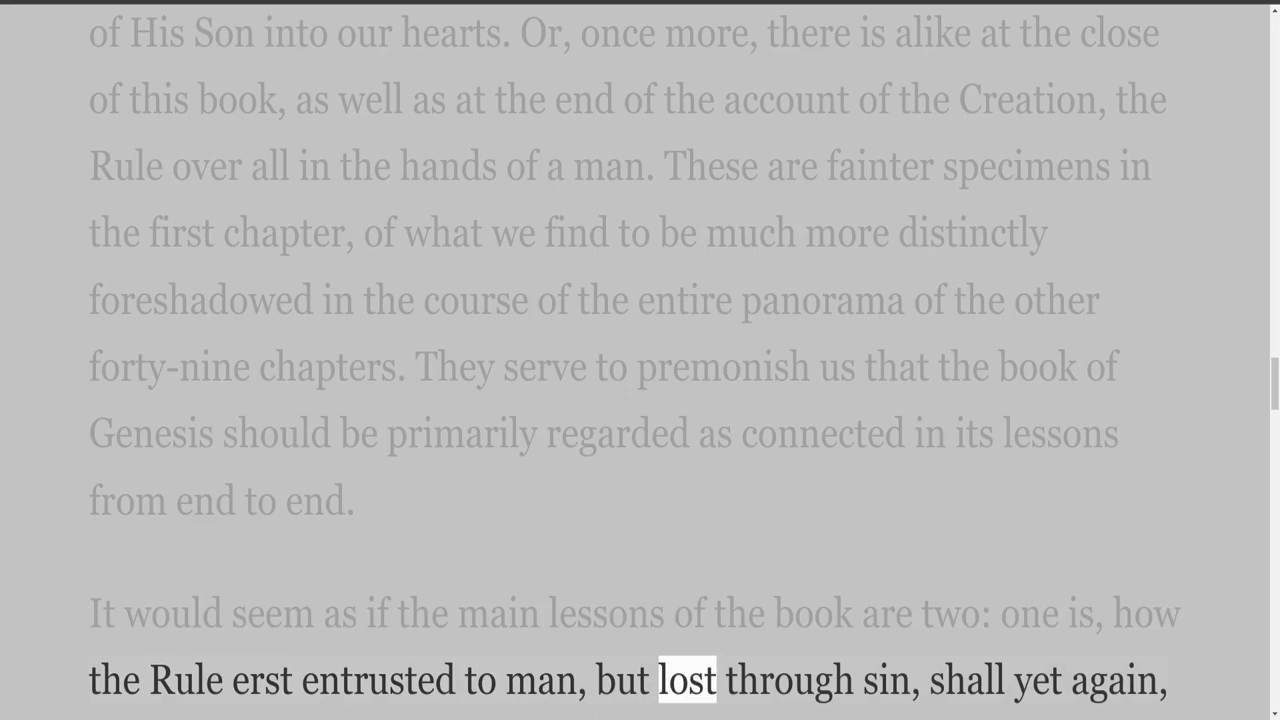 of His Son into our hearts. Or, once more, there is alike at the close
of this book, as well as at the end of the account of the Creation, the
Rule over all in the hands of a man. These are fainter specimens in
the first chapter, of what we find to be much more distinctly
foreshadowed in the course of the entire panorama of the other
forty-nine chapters. They serve to premonish us that the book of
Genesis should be primarily regarded as connected in its lessons
from end to end.
It would seem as if the main lessons of the book are two: one is, how
the Rule erst entrusted to man, but lost through sin, shall yet again,